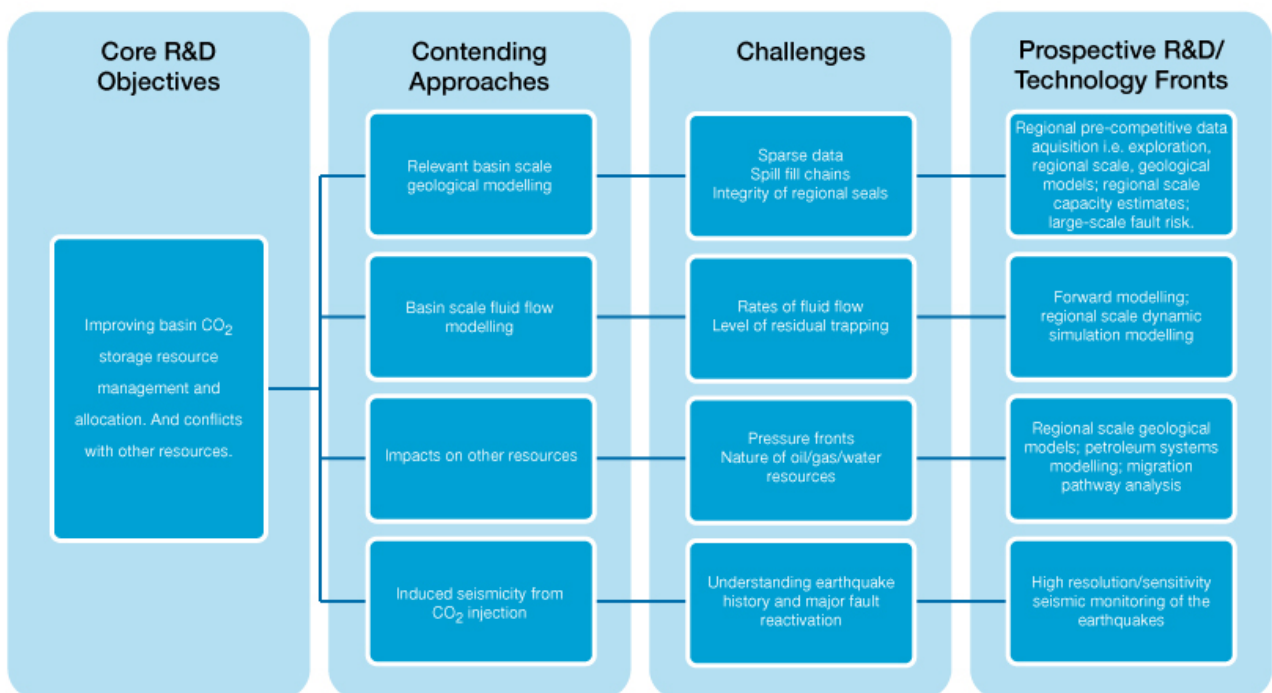 Core R&D
Objectives
Contending
Approaches
Challenges
Prospective R&D/
Technology Fronts
Improving basin CO2
storage resource
management and
allocation. And conflicts
with other resources.
Relevant basin scale
geological modelling
Sparse data
Spill fill chains
Integrity of regional seals
Regional pre-competitive data
aquisition i.e. exploration,
regional scale, geological
models; regional scale
capacity estimates;
large-scale fault risk.
Basin scale fluid flow
modelling
Rates of fluid flow
Level of residual trapping
Forward modelling;
regional scale dynamic
simulation modelling
Impacts on other resources
Pressure fronts
Nature of oil/gas/water
resources
Regional scale geological
models; petroleum systems
modelling; migration
pathway analysis
Induced seismicity from
CO2 injection
Understanding earthquake
history and major fault
reactivation
High resolution/sensitivity
seismic monitoring of the
earthquakes